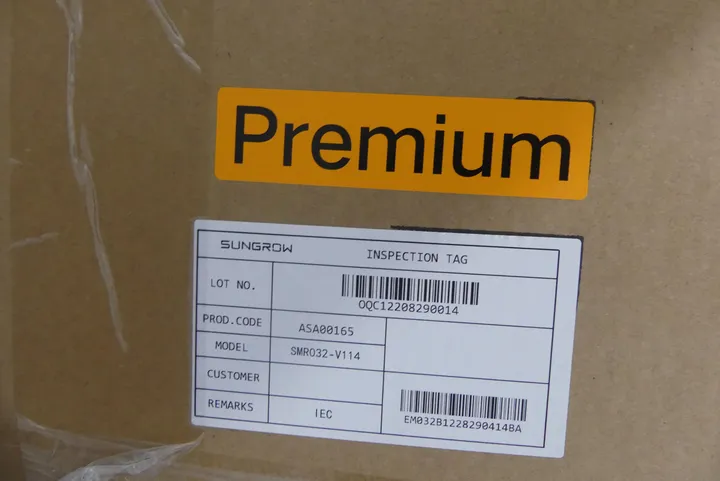 Premium
SUNGROW INSPECTION TAG
LOT NO. OQC12208290014
PROD.CODE ASA00165
MODEL SMR032-V114
CUSTOMER
REMARKS IEC EM032B1228290414BA